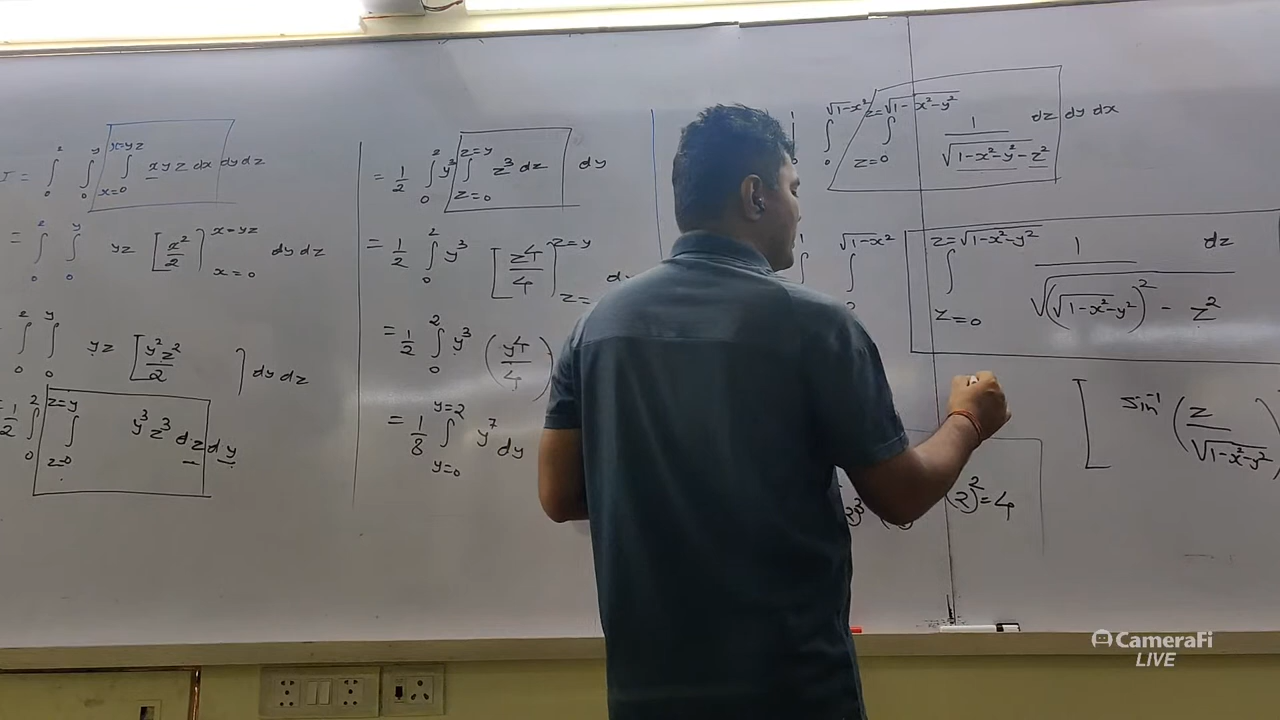 J = ∫₀² ∫₀^y ∫_{x=0}^{x=yz} xyz dx dy dz
= ∫₀² ∫₀^y yz [x²/2]_{x=0}^{x=yz} dy dz
∫₀² ∫₀^y yz [y²z²/2] dy dz
1/2 ∫₀² ∫_{z=0}^{z=y} y³ z³ dz dy
= 1/2 ∫₀² y³ ∫_{z=0}^{z=y} z³ dz dy
= 1/2 ∫₀² y³ [z⁴/4]_{z=}^{z=y}
= 1/2 ∫₀² y³ (y⁴/4)
= 1/8 ∫_{y=0}^{y=2} y⁷ dy
∫₀^{√1-x²} ∫_{z=0}^{z=√1-x²-y²} 1/√(1-x²-y²-z²) dz dy dx
∫^{√1-x²} ∫_{z=0}^{z=√1-x²-y²} 1/√((√1-x²-y²)² - z²) dz
[ sin⁻¹ (z/√1-x²-y²)
(2)² = 4
CameraFi
LIVE